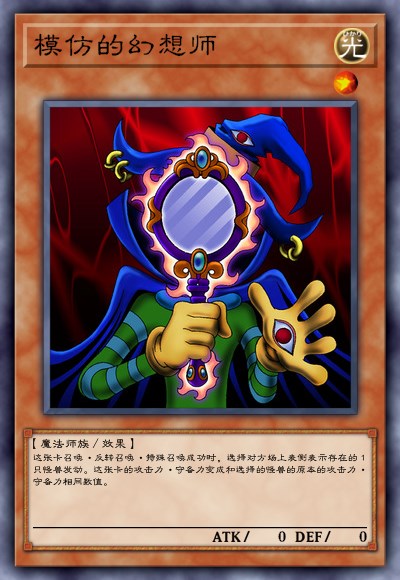 模仿的幻想师
光
【魔法师族／效果】
这张卡召唤·反转召唤·特殊召唤成功时，选择对方场上表侧表示存在的1
只怪兽发动。这张卡的攻击力·守备力变成和选择的怪兽的原本的攻击力·
守备力相同数值。
ATK/ 0 DEF/ 0